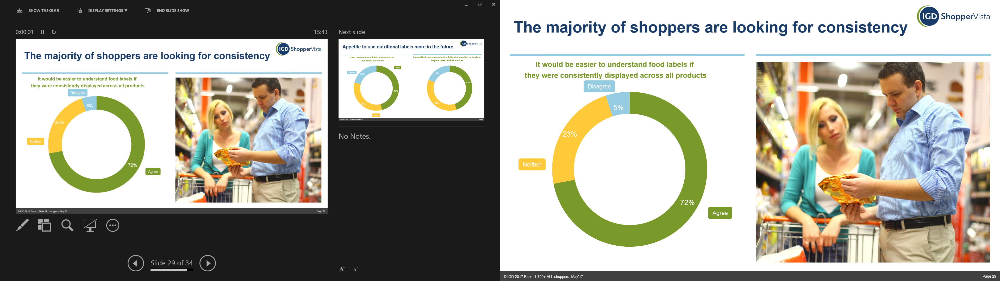 SHOW TASKBAR
DISPLAY SETTINGS ▼
END SLIDE SHOW
0:00:01
15:43
The majority of shoppers are looking for consistency
IGD ShopperVista
It would be easier to understand food labels if
they were consistently displayed across all products
Disagree
5%
23%
Neither
72%
Agree
© IGD 2017 Base: 1,700+ ALL shoppers, May'17
Page 29
Slide 29 of 34
Next slide
Appetite to use nutritional labels more in the future
IGD ShopperVista
I feel I should read nutrition information on
food labels more often
Disagree
21%
Agree
46%
33%
I would like to learn more about nutritional information on labels to
help me make healthier choices
19%
45%
No Notes.
A
A
The majority of shoppers are looking for consistency
IGD ShopperVista
It would be easier to understand food labels if
they were consistently displayed across all products
Disagree
5%
23%
Neither
72%
Agree
© IGD 2017 Base: 1,700+ ALL shoppers, May'17
Page 29